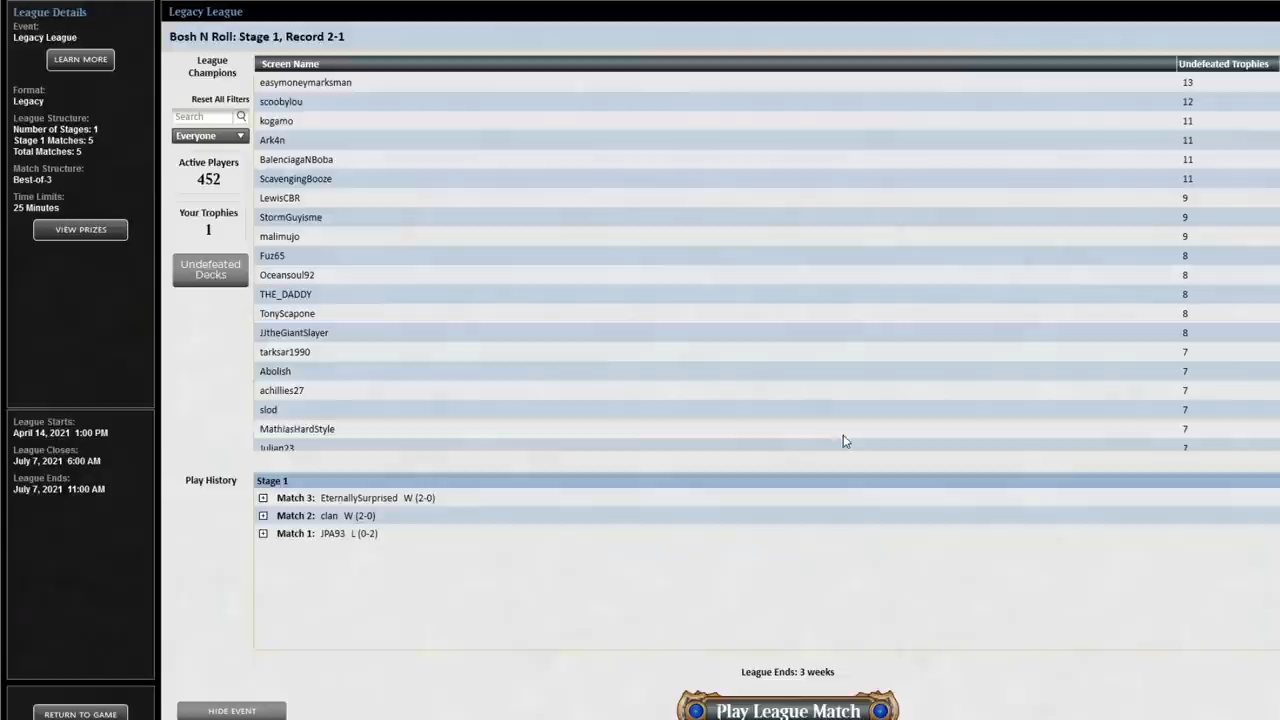 League Details
Event:
Legacy League
LEARN MORE
Format:
Legacy
League Structure:
Number of Stages: 1
Stage 1 Matches: 5
Total Matches: 5
Match Structure:
Best-of-3
Time Limits:
25 Minutes
VIEW PRIZES
League Starts:
April 14, 2021 1:00 PM
League Closes:
July 7, 2021 6:00 AM
League Ends:
July 7, 2021 11:00 AM
RETURN TO GAME
Legacy League
Bosh N Roll: Stage 1, Record 2-1
League
Champions
Reset All Filters
Search
Everyone
Active Players
452
Your Trophies
1
Undefeated
Decks
Screen Name Undefeated Trophies
easymoneymarksman 13
scoobylou 12
kogamo 11
Ark4n 11
BalenciagaNBoba 11
ScavengingBooze 11
LewisCBR 9
StormGuyisme 9
malimujo 9
Fuz65 8
Oceansoul92 8
THE_DADDY 8
TonyScapone 8
JJtheGiantSlayer 8
tarksar1990 7
Abolish 7
achillies27 7
slod 7
MathiasHardStyle 7
Julian23 7
Play History
Stage 1
Match 3: EternallySurprised W (2-0)
Match 2: clan W (2-0)
Match 1: JPA93 L (0-2)
League Ends: 3 weeks
HIDE EVENT
Play League Match